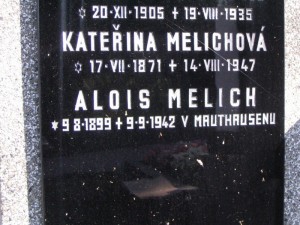 ☆ 20·XII·1905 + 19·VIII·1935
KATEŘINA MELICHOVÁ
☆ 17·VII·1871 + 14·VIII·1947
ALOIS MELICH
* 9·8·1899 + 9·9·1942 V MAUTHAUSENU